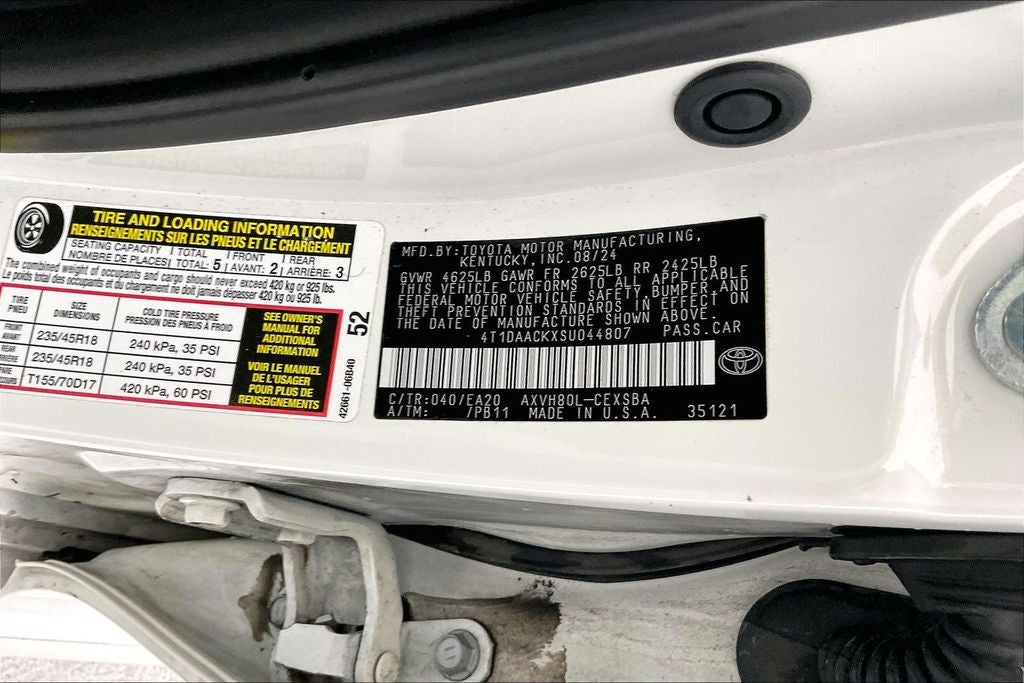 TIRE AND LOADING INFORMATION
RENSEIGNEMENTS SUR LES PNEUS ET LE CHARGEMENT
SEATING CAPACITY | TOTAL | FRONT | REAR
NOMBRE DE PLACES | TOTAL: 5 | AVANT: 2 | ARRIÈRE: 3
The combined weight of occupants and cargo should never exceed 420 kg or 925 lbs.
Le poids total des occupants et du chargement ne doit jamais dépasser 420 kg ou 925 lb.
TIRE SIZE COLD TIRE PRESSURE
PNEU DIMENSIONS PRESSION DES PNEUS À FROID
FRONT
AVANT 235/45R18 240 kPa, 35 PSI
REAR
235/45R18 240 kPa, 35 PSI
T155/70D17 420 kPa, 60 PSI
SEE OWNER'S
MANUAL FOR
ADDITIONAL
INFORMATION
VOIR LE MANUEL
DE L'USAGER
POUR PLUS DE
RENSEIGNEMENTS
52
42661-06B40
MFD.BY:TOYOTA MOTOR MANUFACTURING,
KENTUCKY,INC.08/24
GVWR 4625LB GAWR FR 2625LB RR 2425LB
THIS VEHICLE CONFORMS TO ALL APPLICABLE
FEDERAL MOTOR VEHICLE SAFETY,BUMPER,AND
THEFT PREVENTION STANDARDS IN EFFECT ON
THE DATE OF MANUFACTURE SHOWN ABOVE.
4T1DAACKXSU044807 PASS.CAR
C/TR:040/EA20 AXVH80L-CEXSBA
A/TM: /PB11 MADE IN U.S.A. 35121